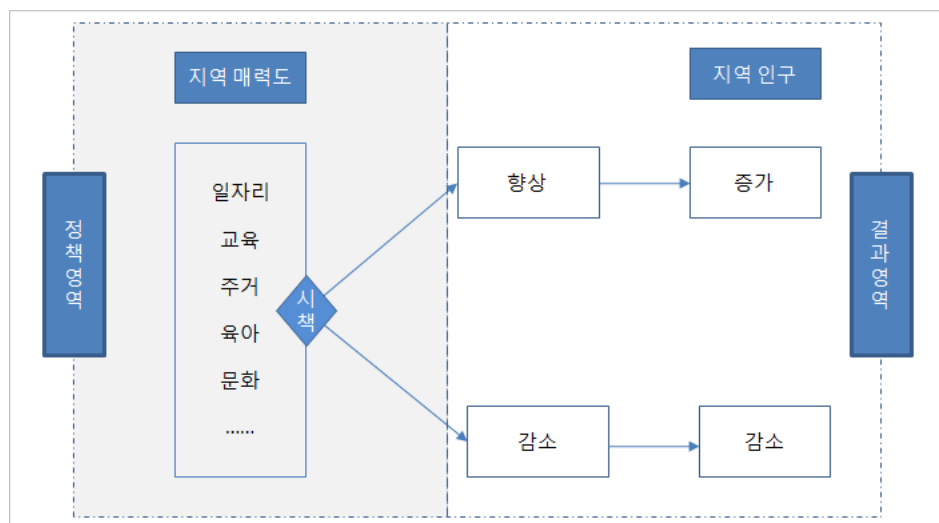 지역 매력도
지역 인구
정책영역
일자리
교육
주거
육아
문화
......
시책
향상
증가
감소
감소
결과영역